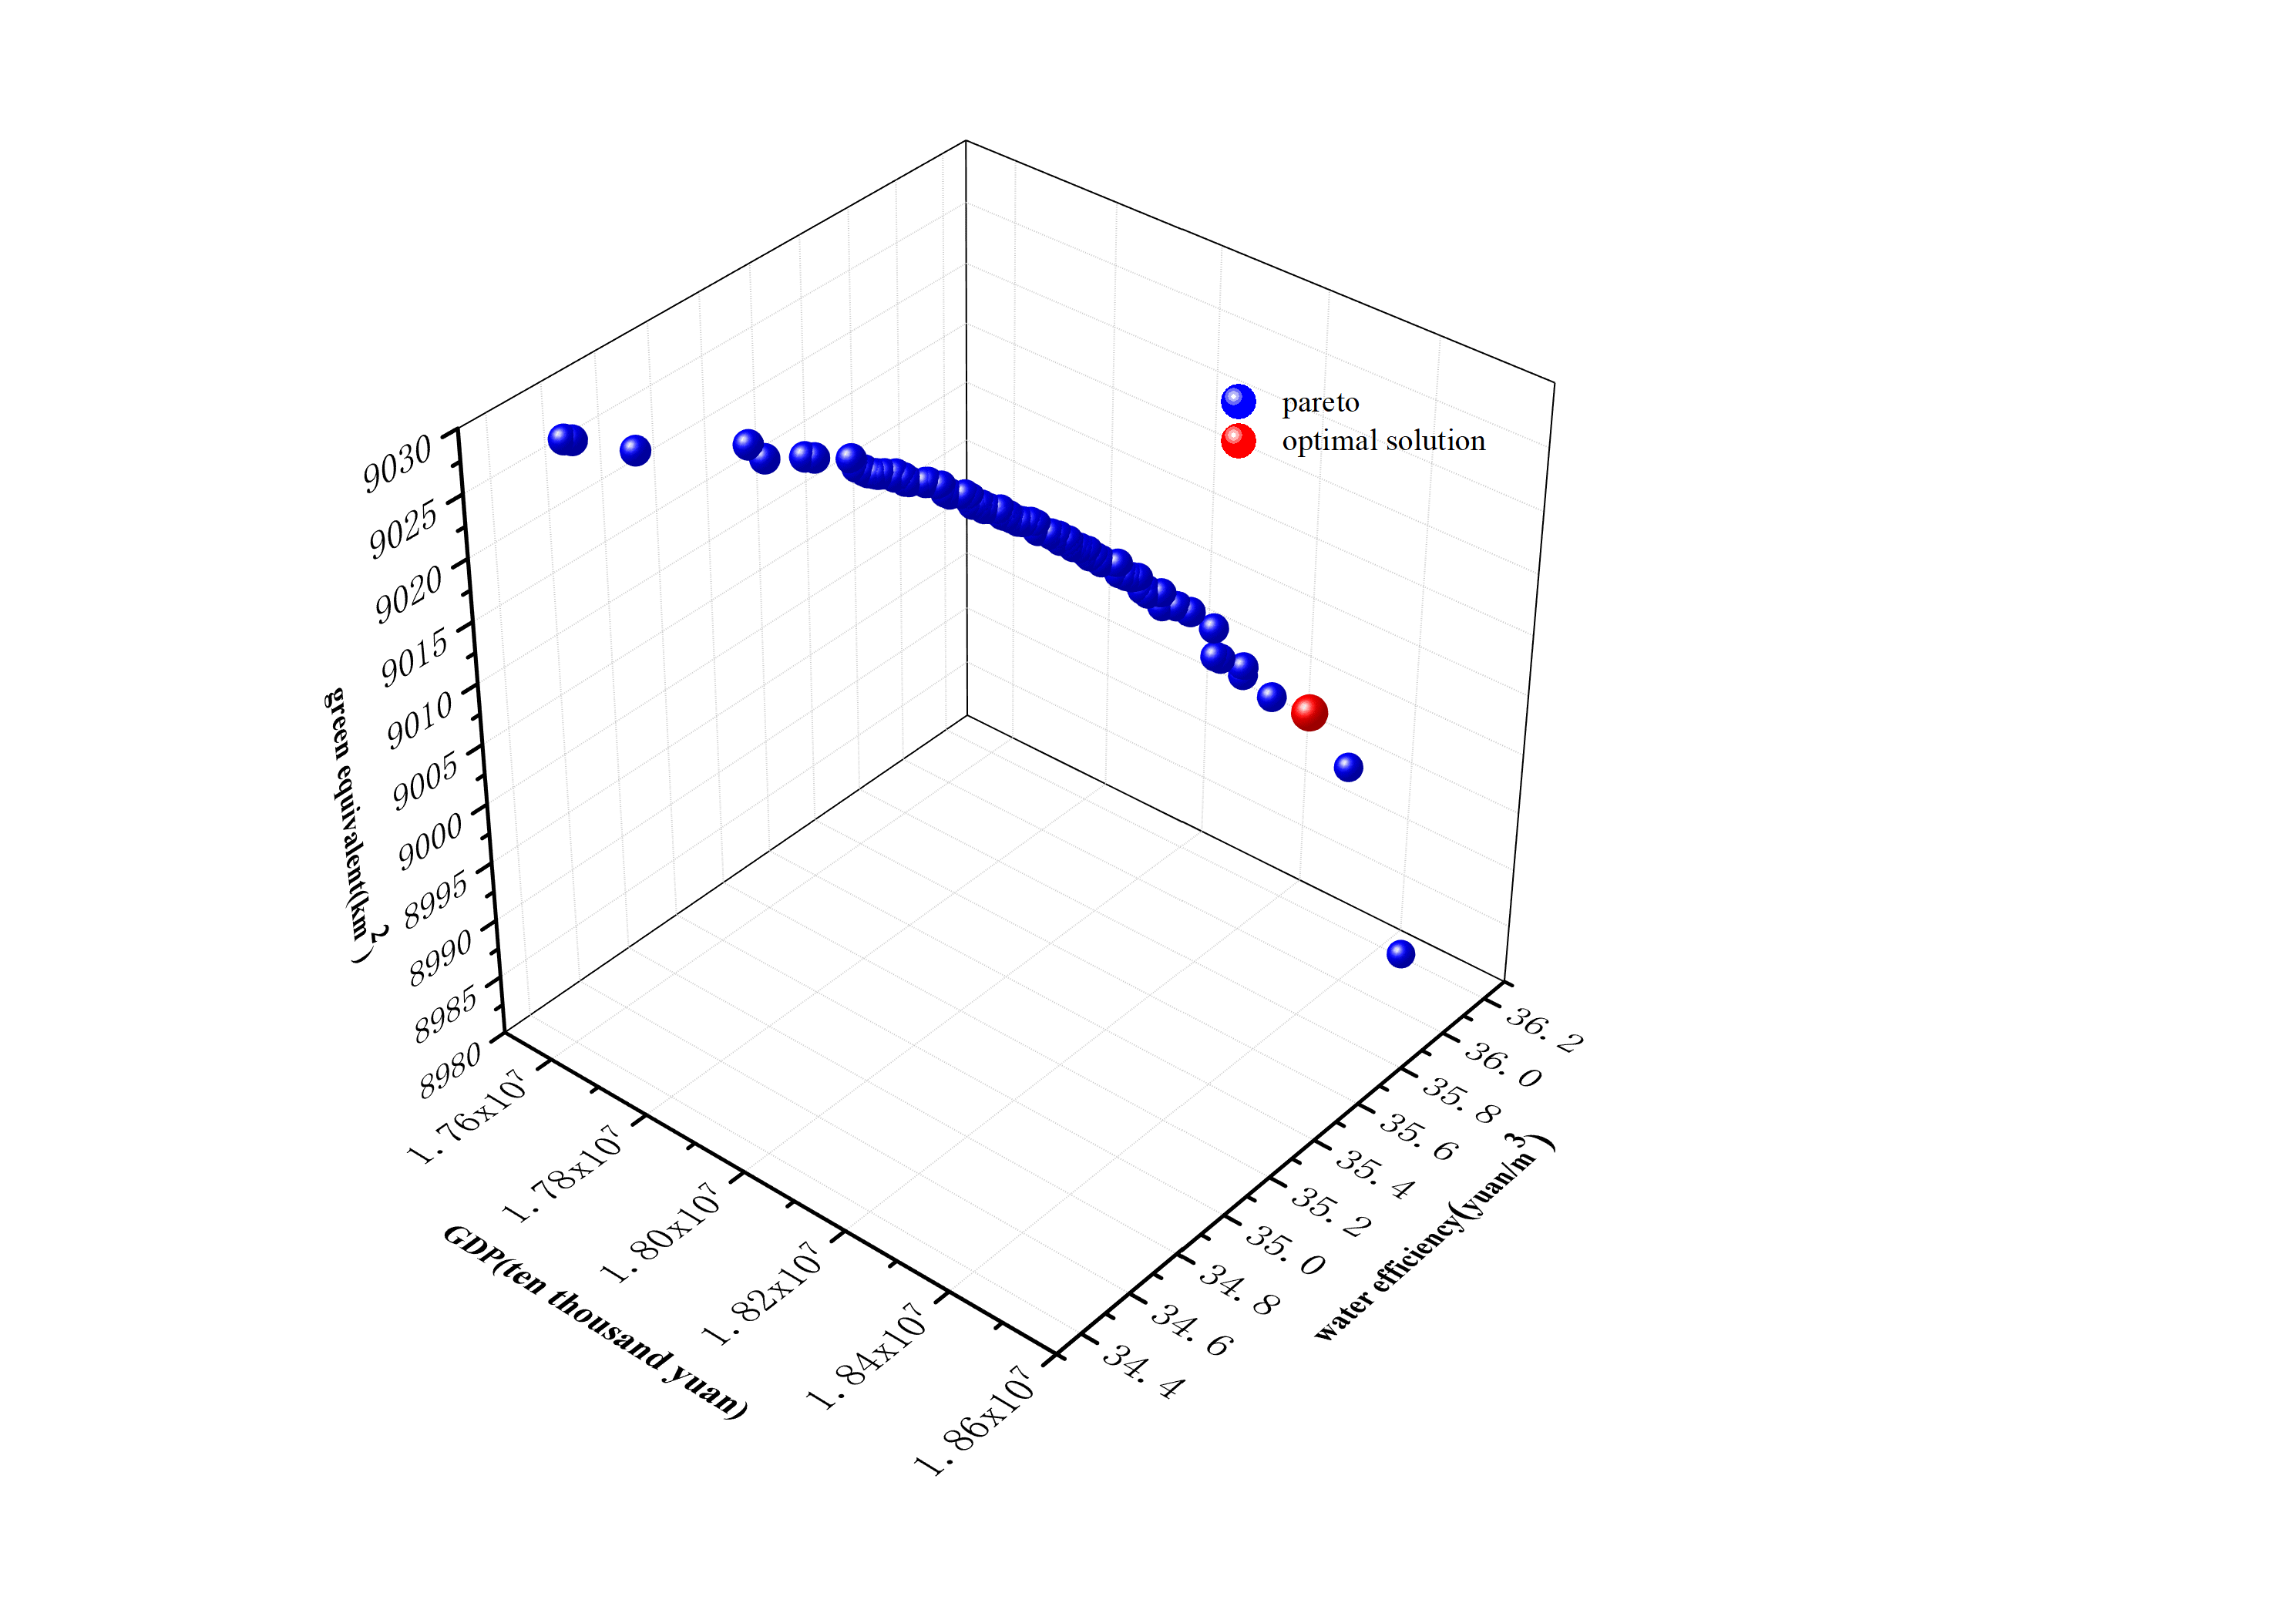 pareto
optimal solution
green equivalent(km2)
9030
9025
9020
9015
9010
9005
9000
8995
8990
8985
8980
1.76x10^7
1.78x10^7
1.80x10^7
1.82x10^7
1.84x10^7
1.86x10^7
GDP(ten thousand yuan)
36.2
36.0
35.8
35.6
35.4
35.2
35.0
34.8
34.6
34.4
water efficiency(yuan/m3)